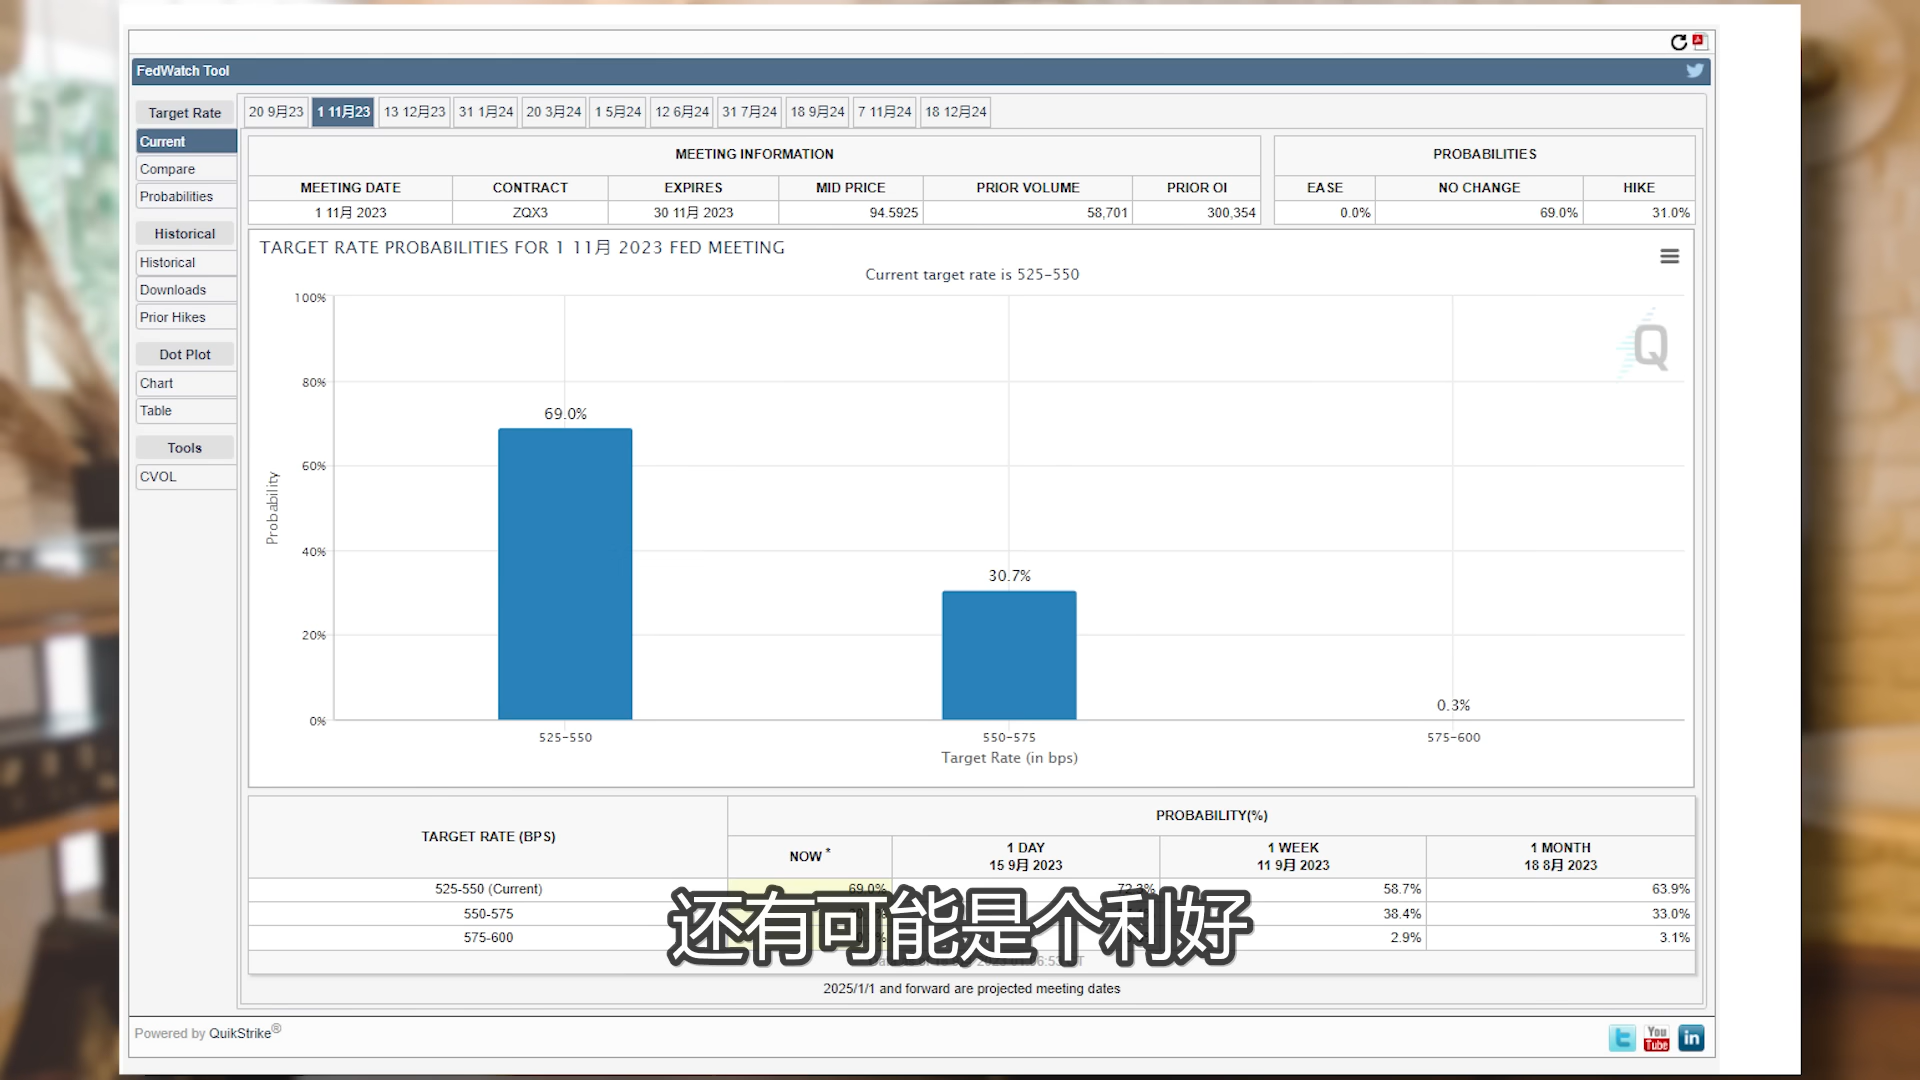 FedWatch Tool
Target Rate
Current
Compare
Probabilities
Historical
Historical
Downloads
Prior Hikes
Dot Plot
Chart
Table
Tools
CVOL
20 9月23 1 11月23 13 12月23 31 1月24 20 3月24 1 5月24 12 6月24 31 7月24 18 9月24 7 11月24 18 12月24
MEETING INFORMATION
MEETING DATE CONTRACT EXPIRES MID PRICE PRIOR VOLUME PRIOR OI
1 11月 2023 ZQX3 30 11月 2023 94.5925 58,701 300,354
PROBABILITIES
EASE NO CHANGE HIKE
0.0% 69.0% 31.0%
TARGET RATE PROBABILITIES FOR 1 11月 2023 FED MEETING
Current target rate is 525-550
Q
Probability
100%
80%
60%
40%
20%
0%
69.0%
30.7%
0.3%
525-550 550-575 575-600
Target Rate (in bps)
TARGET RATE (BPS) PROBABILITY(%)
NOW * 1 DAY 15 9月 2023 1 WEEK 11 9月 2023 1 MONTH 18 8月 2023
525-550 (Current) 69.0% 72.3% 58.7% 63.9%
550-575 38.4% 33.0%
575-600 2.9% 3.1%
还有可能是个利好
2025/1/1 and forward are projected meeting dates
Powered by QuikStrike®
You Tube
in